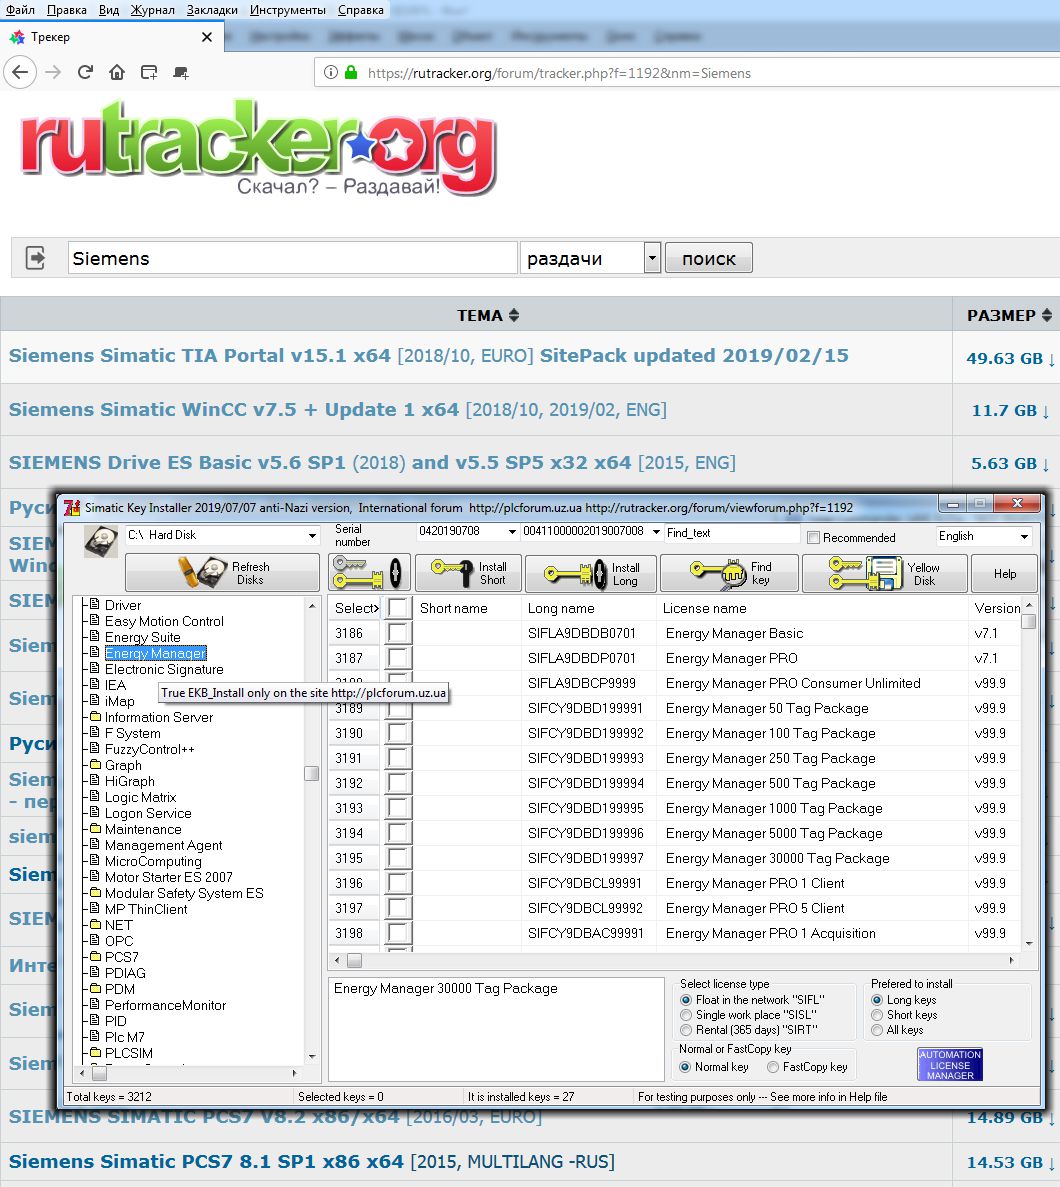 Файл Правка Вид Журнал Закладки Инструменты Справка
Трекер
https://rutracker.org/forum/tracker.php?f=1192&nm=Siemens
rutracker.org
Скачал? – Раздавай!
Siemens раздачи поиск
ТЕМА РАЗМЕР
Siemens Simatic TIA Portal v15.1 x64 [2018/10, EURO] SitePack updated 2019/02/15 49.63 GB ↓
Siemens Simatic WinCC v7.5 + Update 1 x64 [2018/10, 2019/02, ENG] 11.7 GB ↓
SIEMENS Drive ES Basic v5.6 SP1 (2018) and v5.5 SP5 x32 x64 [2015, ENG] 5.63 GB ↓
Simatic Key Installer 2019/07/07 anti-Nazi version, International forum http://plcforum.uz.ua http://rutracker.org/forum/viewforum.php?f=1192
C:\ Hard Disk
Serial number
0420190708
00411000002019007008
Find_text
Recommended
English
Refresh Disks
Install Short
Install Long
Find key
Yellow Disk
Help
Driver
Easy Motion Control
Energy Suite
Energy Manager
Electronic Signature
IEA
True EKB_Install only on the site http://plcforum.uz.ua
iMap
Information Server
F System
FuzzyControl++
Graph
HiGraph
Logic Matrix
Logon Service
Maintenance
Management Agent
MicroComputing
Motor Starter ES 2007
Modular Safety System ES
MP ThinClient
NET
OPC
PCS7
PDIAG
PDM
PerformanceMonitor
PID
Plc M7
PLCSIM
Select Short name Long name License name Version
3186 SIFLA9DBDB0701 Energy Manager Basic v7.1
3187 SIFLA9DBDP0701 Energy Manager PRO v7.1
SIFLA9DBCP9999 Energy Manager PRO Consumer Unlimited v99.9
3189 SIFCY9DBD199991 Energy Manager 50 Tag Package v99.9
3190 SIFCY9DBD199992 Energy Manager 100 Tag Package v99.9
3191 SIFCY9DBD199993 Energy Manager 250 Tag Package v99.9
3192 SIFCY9DBD199994 Energy Manager 500 Tag Package v99.9
3193 SIFCY9DBD199995 Energy Manager 1000 Tag Package v99.9
3194 SIFCY9DBD199996 Energy Manager 5000 Tag Package v99.9
3195 SIFCY9DBD199997 Energy Manager 30000 Tag Package v99.9
3196 SIFCY9DBCL99991 Energy Manager PRO 1 Client v99.9
3197 SIFCY9DBCL99992 Energy Manager PRO 5 Client v99.9
3198 SIFCY9DBAC99991 Energy Manager PRO 1 Acquisition v99.9
Energy Manager 30000 Tag Package
Select license type
Float in the network "SIFL"
Single work place "SISL"
Rental (365 days) "SIRT"
Normal or FastCopy key
Normal key FastCopy key
Prefered to install
Long keys
Short keys
All keys
AUTOMATION LICENSE MANAGER
Total keys = 3212 Selected keys = 0 It is installed keys = 27 For testing purposes only --- See more info in Help file
SIEMENS SIMATIC PCS7 V8.2 x86/x64 [2016/03, EURO] 14.89 GB ↓
Siemens Simatic PCS7 8.1 SP1 x86 x64 [2015, MULTILANG -RUS] 14.53 GB ↓